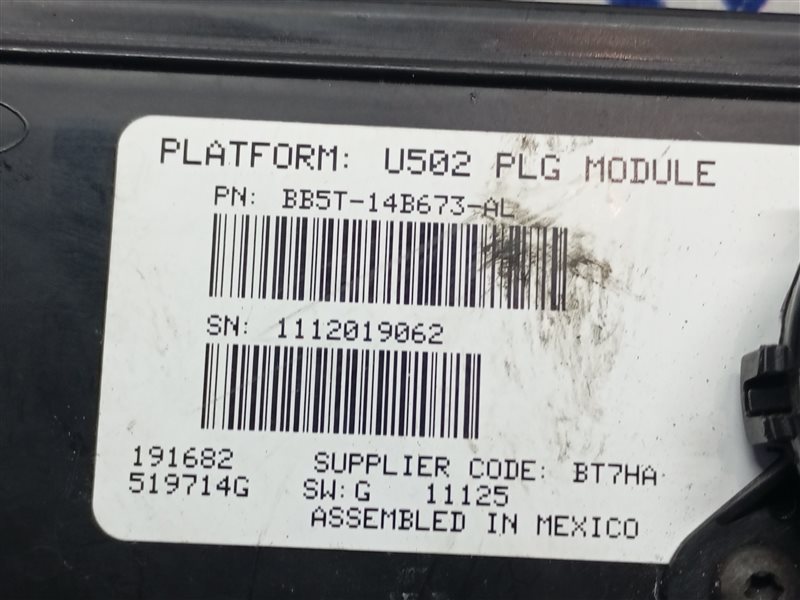 PLATFORM: U502 PLG MODULE
PN: BB5T-14B673-AL
SN: 1112019062
191682 SUPPLIER CODE: BT7HA
519714G SW:G 11125
ASSEMBLED IN MEXICO